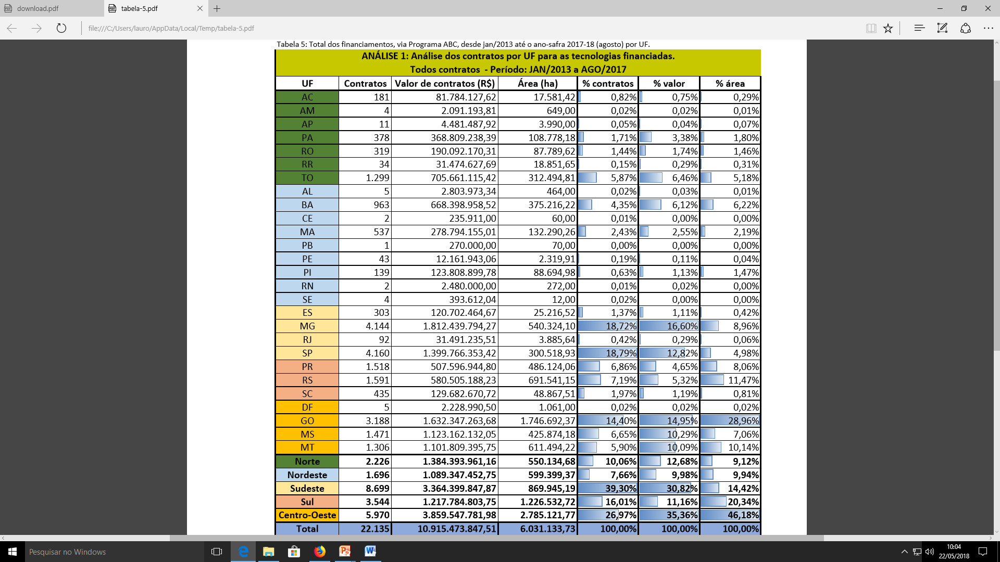 download.pdf
tabela-5.pdf
file:///C:/Users/lauro/AppData/Local/Temp/tabela-5.pdf
Tabela 5: Total dos financiamentos, via Programa ABC, desde jan/2013 até o ano-safra 2017-18 (agosto) por UF.
ANÁLISE 1: Análise dos contratos por UF para as tecnologias financiadas.
Todos contratos - Período: JAN/2013 a AGO/2017
UF Contratos Valor de contratos (R$) Área (ha) % contratos % valor % área
AC 181 81.784.127,62 17.581,42 0,82% 0,75% 0,29%
AM 4 2.091.193,81 649,00 0,02% 0,02% 0,01%
AP 11 4.481.487,92 3.990,00 0,05% 0,04% 0,07%
PA 378 368.809.238,39 108.778,18 1,71% 3,38% 1,80%
RO 319 190.092.170,31 87.789,62 1,44% 1,74% 1,46%
RR 34 31.474.627,69 18.851,65 0,15% 0,29% 0,31%
TO 1.299 705.661.115,42 312.494,81 5,87% 6,46% 5,18%
AL 5 2.803.973,34 464,00 0,02% 0,03% 0,01%
BA 963 668.398.958,52 375.216,22 4,35% 6,12% 6,22%
CE 2 235.911,00 60,00 0,01% 0,00% 0,00%
MA 537 278.794.155,01 132.290,26 2,43% 2,55% 2,19%
PB 1 270.000,00 70,00 0,00% 0,00% 0,00%
PE 43 12.161.943,06 2.319,91 0,19% 0,11% 0,04%
PI 139 123.808.899,78 88.694,98 0,63% 1,13% 1,47%
RN 2 2.480.000,00 272,00 0,01% 0,02% 0,00%
SE 4 393.612,04 12,00 0,02% 0,00% 0,00%
ES 303 120.702.464,67 25.216,52 1,37% 1,11% 0,42%
MG 4.144 1.812.439.794,27 540.324,10 18,72% 16,60% 8,96%
RJ 92 31.491.235,51 3.885,64 0,42% 0,29% 0,06%
SP 4.160 1.399.766.353,42 300.518,93 18,79% 12,82% 4,98%
PR 1.518 507.596.944,80 486.124,06 6,86% 4,65% 8,06%
RS 1.591 580.505.188,23 691.541,15 7,19% 5,32% 11,47%
SC 435 129.682.670,72 48.867,51 1,97% 1,19% 0,81%
DF 5 2.228.990,50 1.061,00 0,02% 0,02% 0,02%
GO 3.188 1.632.347.263,68 1.746.692,37 14,40% 14,95% 28,96%
MS 1.471 1.123.162.132,05 425.874,18 6,65% 10,29% 7,06%
MT 1.306 1.101.809.395,75 611.494,22 5,90% 10,09% 10,14%
Norte 2.226 1.384.393.961,16 550.134,68 10,06% 12,68% 9,12%
Nordeste 1.696 1.089.347.452,75 599.399,37 7,66% 9,98% 9,94%
Sudeste 8.699 3.364.399.847,87 869.945,19 39,30% 30,82% 14,42%
Sul 3.544 1.217.784.803,75 1.226.532,72 16,01% 11,16% 20,34%
Centro-Oeste 5.970 3.859.547.781,98 2.785.121,77 26,97% 35,36% 46,18%
Total 22.135 10.915.473.847,51 6.031.133,73 100,00% 100,00% 100,00%
Pesquisar no Windows
10:04
22/05/2018